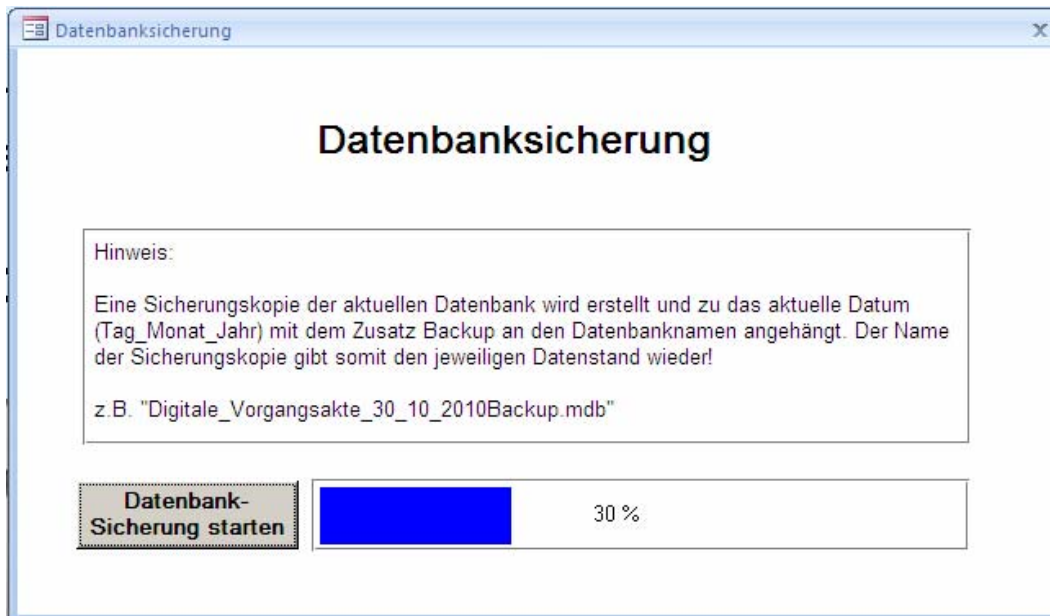 Datenbanksicherung
Datenbanksicherung
Hinweis:
Eine Sicherungskopie der aktuellen Datenbank wird erstellt und zu das aktuelle Datum
(Tag_Monat_Jahr) mit dem Zusatz Backup an den Datenbanknamen angehängt. Der Name
der Sicherungskopie gibt somit den jeweiligen Datenstand wieder!
z.B. "Digitale_Vorgangsakte_30_10_2010Backup.mdb"
Datenbank-
Sicherung starten
30 %